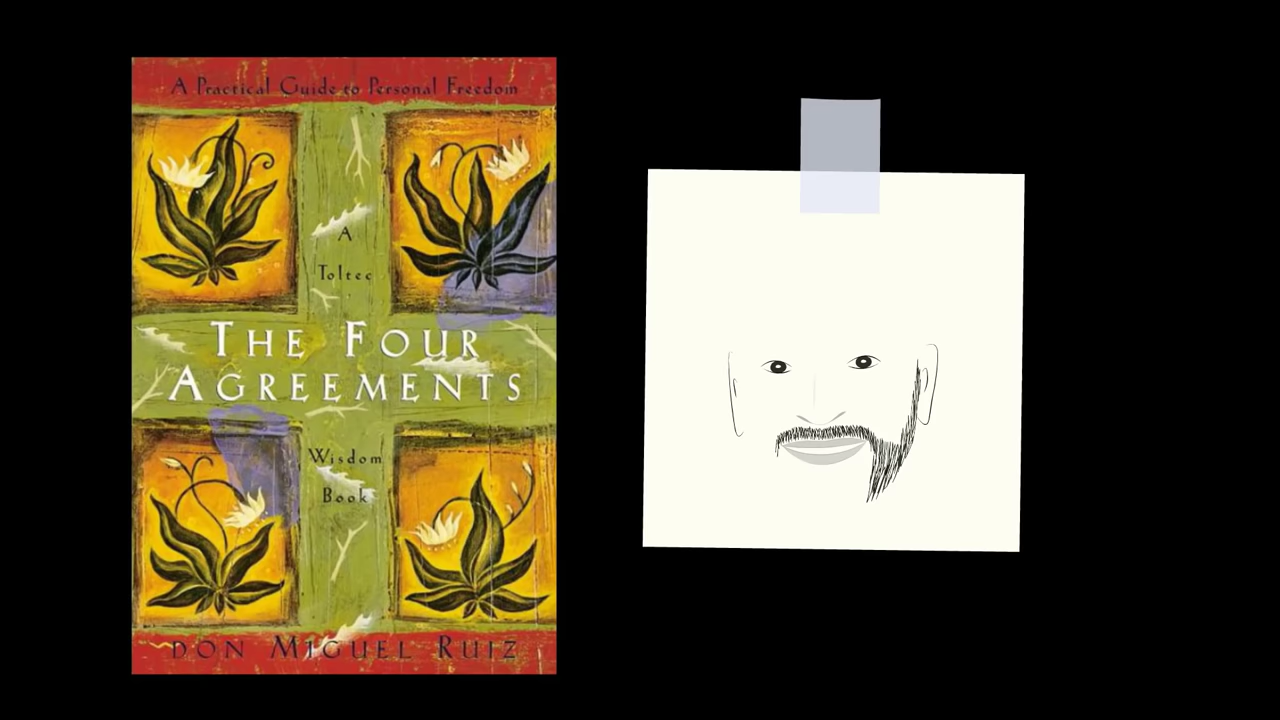 A Practical Guide to Personal Freedom
A
Toltec
THE FOUR
AGREEMENTS
Wisdom
Book
DON MIGUEL RUIZ